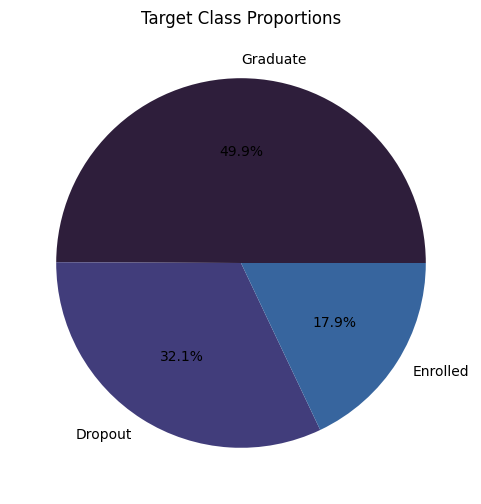 Target Class Proportions
Graduate
49.9%
17.9%
32.1%
Enrolled
Dropout